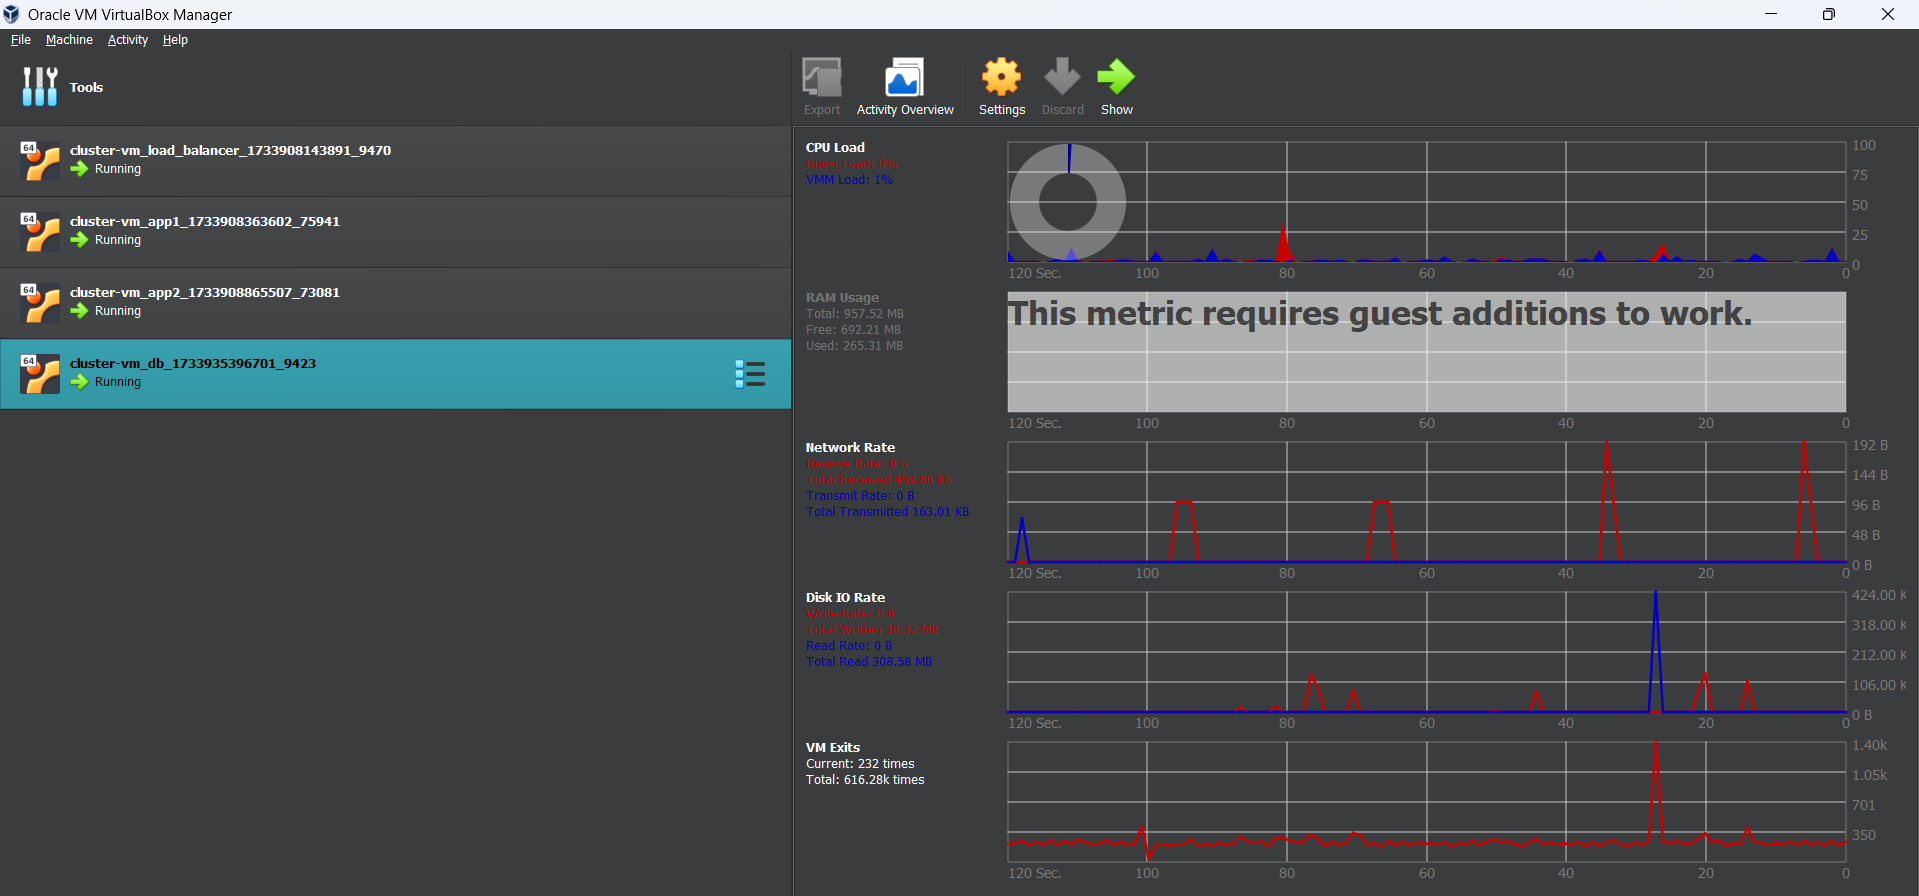 Oracle VM VirtualBox Manager
File Machine Activity Help
Tools
64 cluster-vm_load_balancer_1733908143891_9470
Running
64 cluster-vm_app1_1733908363602_75941
Running
64 cluster-vm_app2_1733908865507_73081
Running
64 cluster-vm_db_1733935396701_9423
Running
Export Activity Overview Settings Discard Show
CPU Load
Guest Load: 0%
VMM Load: 1%
100
75
50
25
0
120 Sec. 100 80 60 40 20 0
RAM Usage
Total: 957.52 MB
Free: 692.21 MB
Used: 265.31 MB
This metric requires guest additions to work.
120 Sec. 100 80 60 40 20 0
Network Rate
Receive Rate: 0 B
Total Received 459.88 KB
Transmit Rate: 0 B
Total Transmitted 163.01 KB
192 B
144 B
96 B
48 B
0 B
120 Sec. 100 80 60 40 20 0
Disk IO Rate
Write Rate: 0 B
Total Written 36.37 MB
Read Rate: 0 B
Total Read 308.58 MB
424.00 K
318.00 K
212.00 K
106.00 K
0 B
120 Sec. 100 80 60 40 20 0
VM Exits
Current: 232 times
Total: 616.28k times
1.40k
1.05k
701
350
120 Sec. 100 80 60 40 20 0